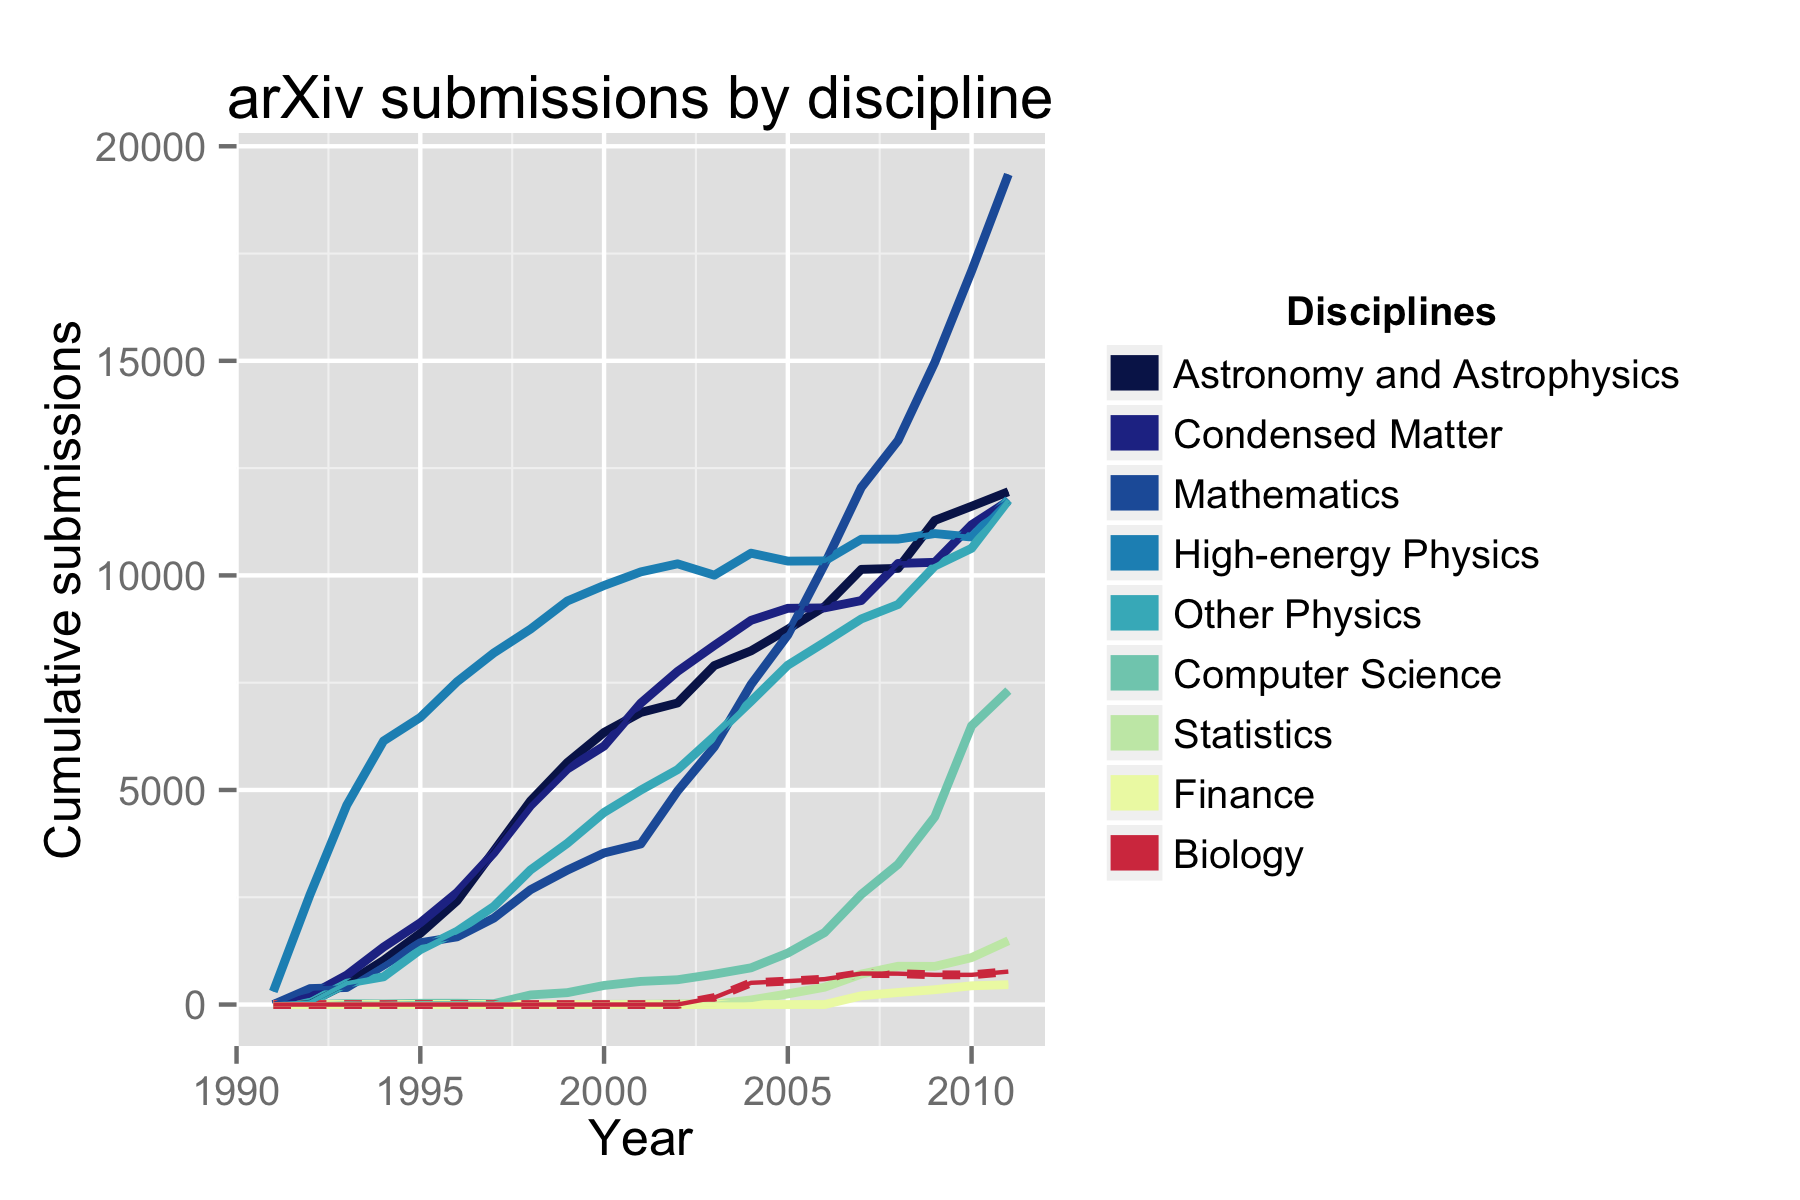 arXiv submissions by discipline
Cumulative submissions
20000
15000
10000
5000
0
1990 1995 2000 2005 2010
Year
Disciplines
Astronomy and Astrophysics
Condensed Matter
Mathematics
High-energy Physics
Other Physics
Computer Science
Statistics
Finance
Biology